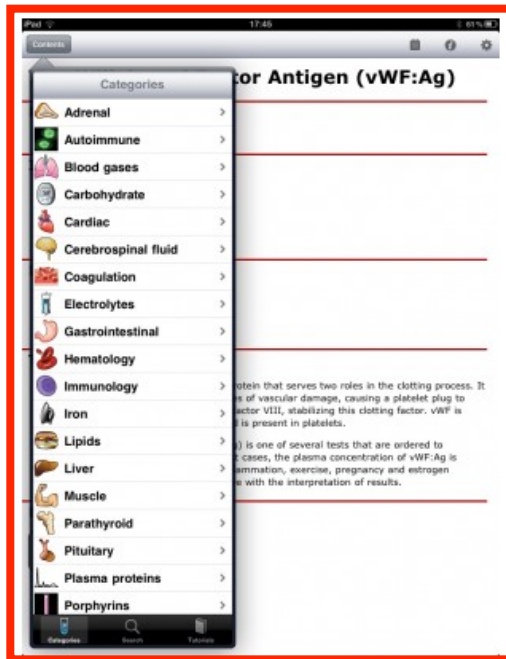 iPad
17:45
61%
Contents
tor Antigen (vWF:Ag)
Categories
Adrenal
Autoimmune
Blood gases
Carbohydrate
Cardiac
Cerebrospinal fluid
Coagulation
Electrolytes
Gastrointestinal
Hematology
Immunology
Iron
Lipids
Liver
Muscle
Parathyroid
Pituitary
Plasma proteins
Porphyrins
otein that serves two roles in the clotting process. It
es of vascular damage, causing a platelet plug to
actor VIII, stabilizing this clotting factor. vWF is
d is present in platelets.
) is one of several tests that are ordered to
t cases, the plasma concentration of vWF:Ag is
ammation, exercise, pregnancy and estrogen
e with the interpretation of results.
Categories
Search
Tutorials